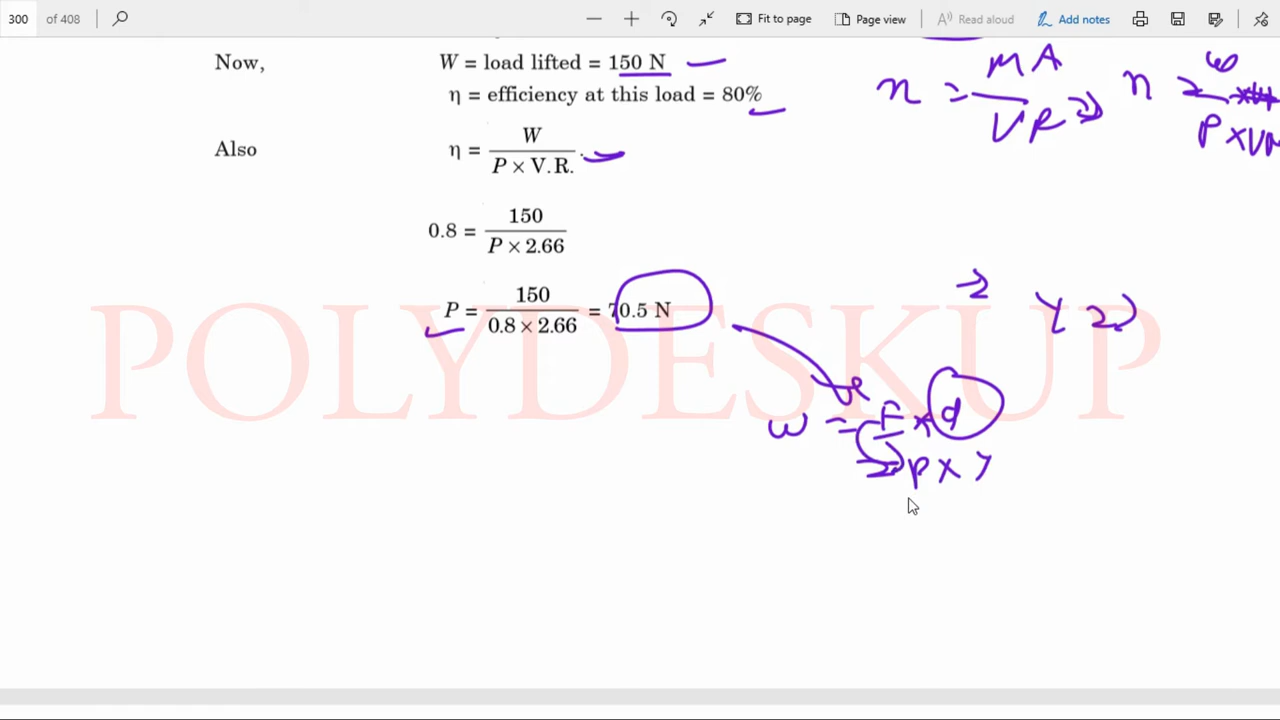 300 of 408 Fit to page Page view Read aloud Add notes
Now, W = load lifted = 150 N
η = efficiency at this load = 80%
Also η = W / P × V.R.
0.8 = 150 / P × 2.66
P = 150 / 0.8 × 2.66 = 70.5 N
n = MA / VR ⇒ n = w / P × VR
POLYDESKUP
w = F × d
P × y